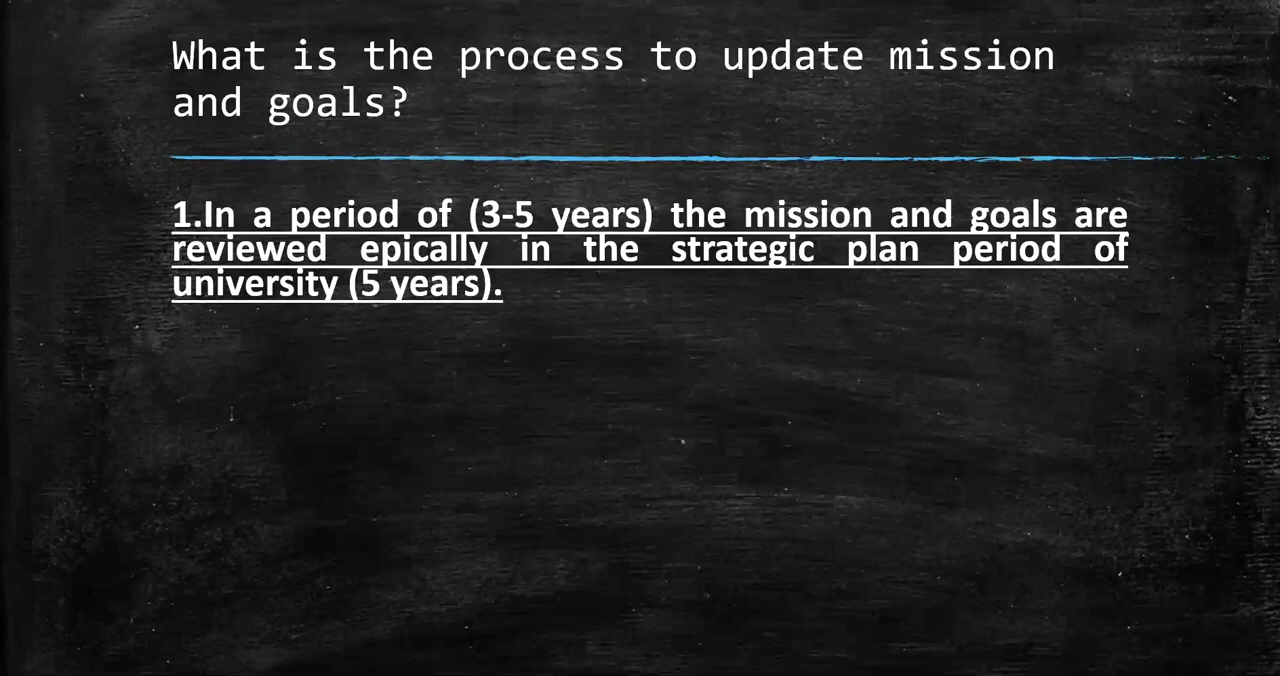 What is the process to update mission
and goals?
1.In a period of (3-5 years) the mission and goals are
reviewed epically in the strategic plan period of
university (5 years).